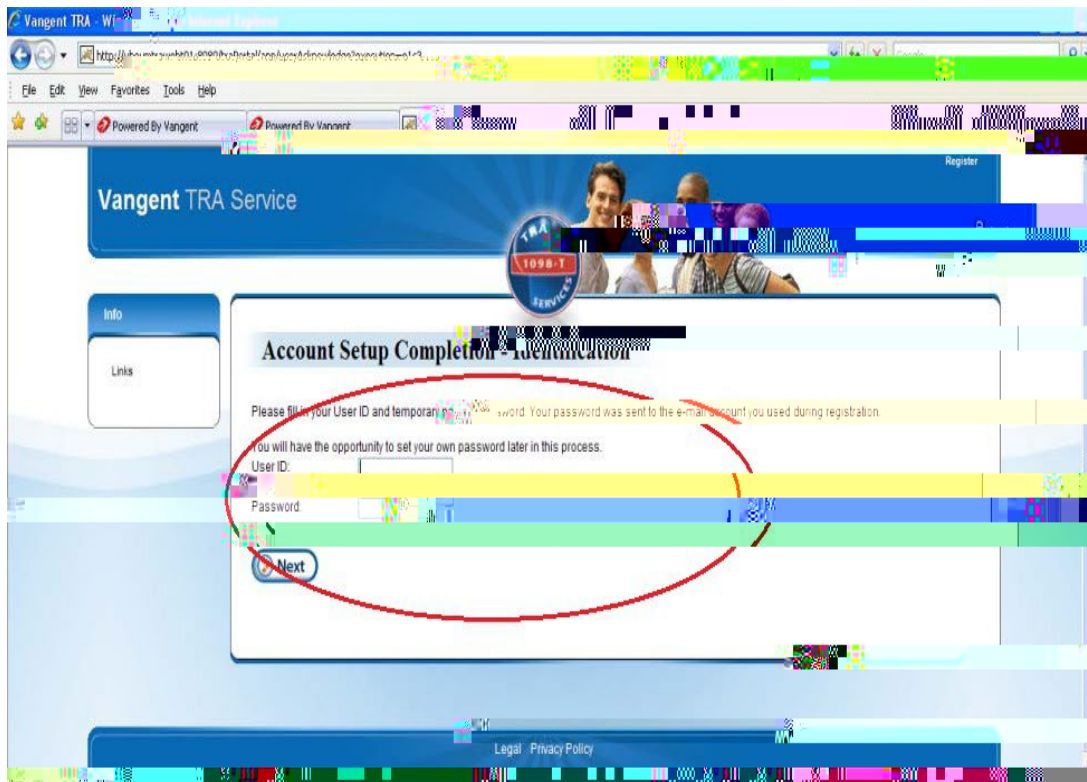 Vangent TRA - Wi
File Edit View Favorites Tools Help
Powered By Vangent Powered By Vangent
Register
Vangent TRA Service
TRA
1098-T
SERVICES
Info
Links
Account Setup Completion - Identification
Please fill in your User ID and temporary password. Your password was sent to the e-mail account you used during registration.
You will have the opportunity to set your own password later in this process.
User ID:
Password:
Next
Legal Privacy Policy